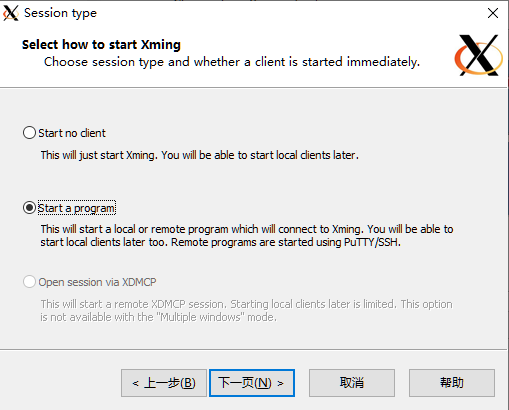 Session type
Select how to start Xming
Choose session type and whether a client is started immediately.
Start no client
This will just start Xming. You will be able to start local clients later.
Start a program
This will start a local or remote program which will connect to Xming. You will be able to
start local clients later too. Remote programs are started using PuTTY/SSH.
Open session via XDMCP
This will start a remote XDMCP session. Starting local clients later is limited. This option
is not available with the "Multiple windows" mode.
< 上一步(B) 下一页(N) > 取消 帮助